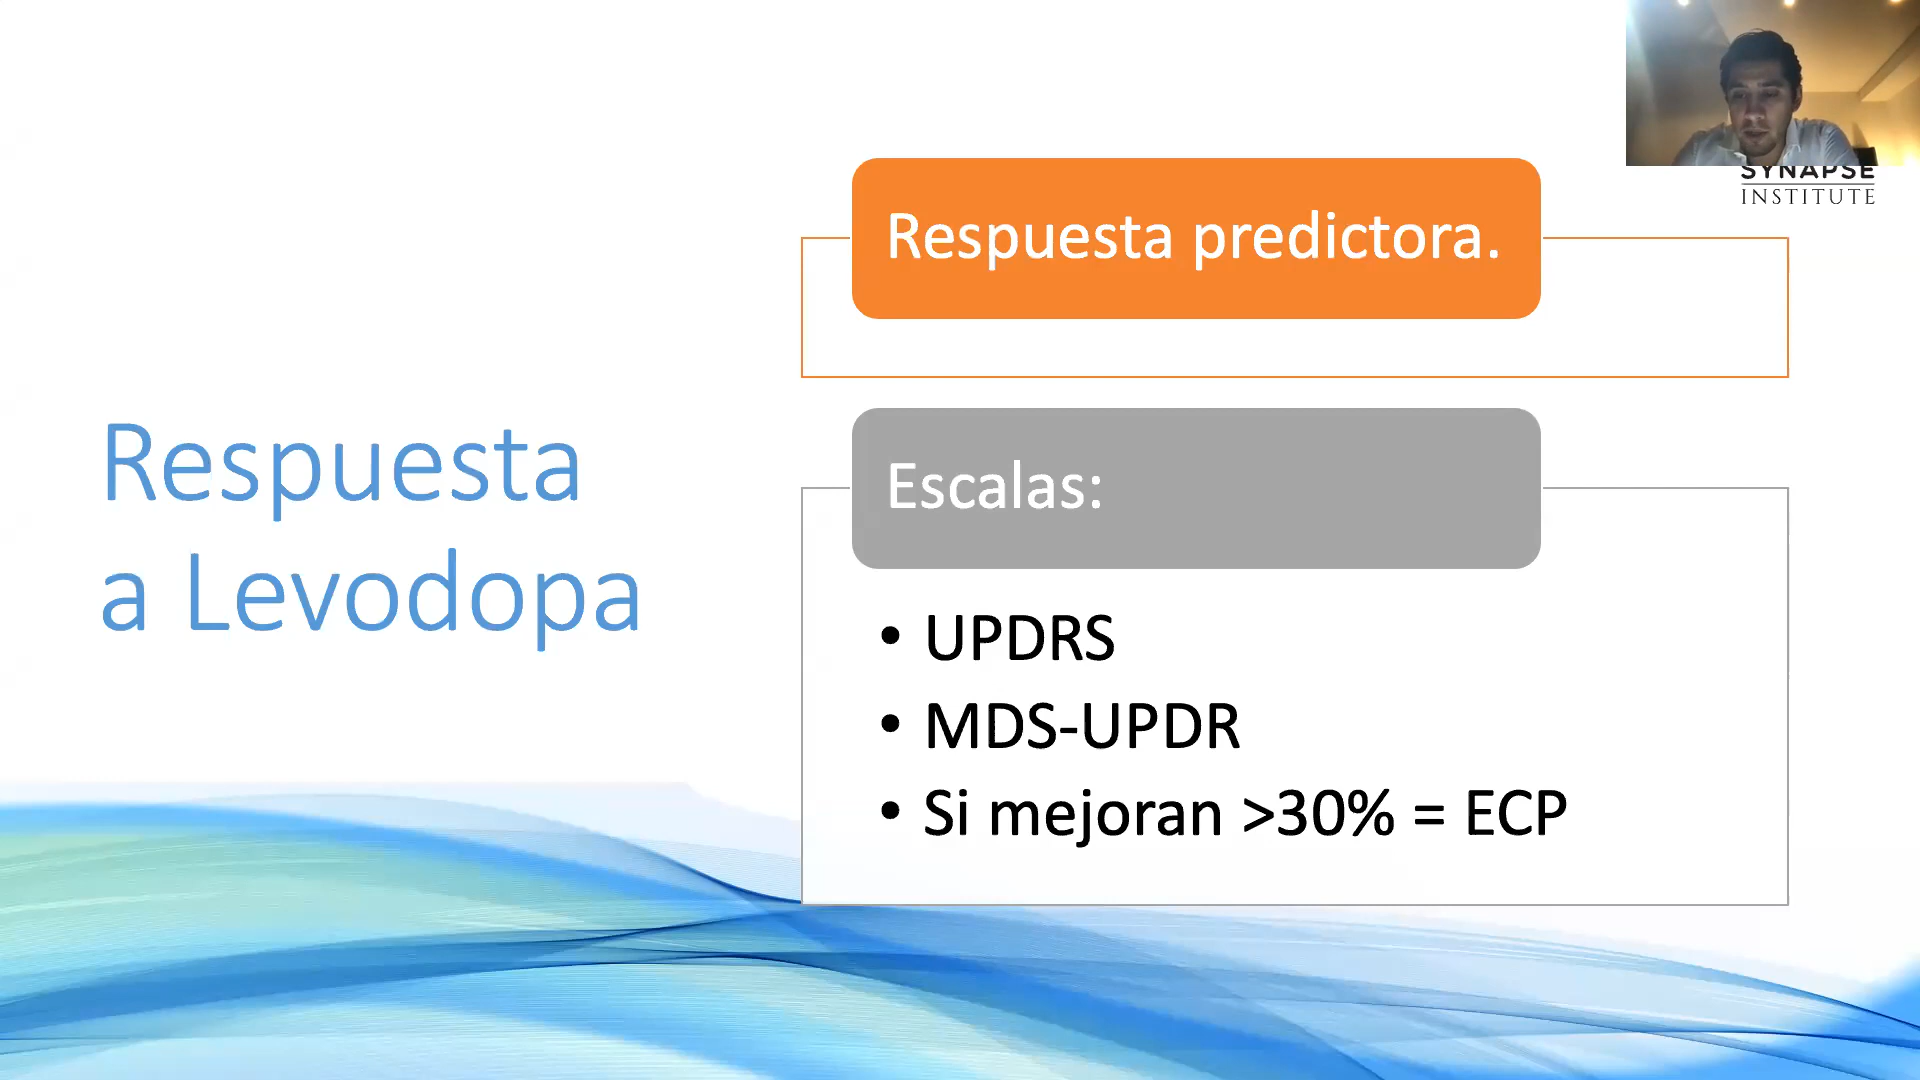 Respuesta
a Levodopa
Respuesta predictora.
Escalas:
• UPDRS
• MDS-UPDR
• Si mejoran >30% = ECP
SYNAPSE
INSTITUTE